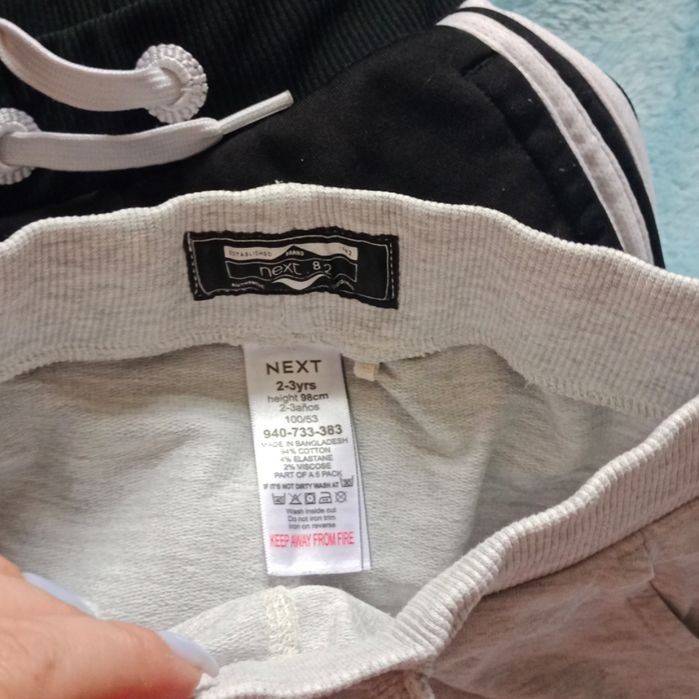 ESTABLISHED BRAND
next. 82
AUTHENTIC
NEXT
2-3yrs
height 98cm
2-3años
100/53
940-733-383
MADE IN BANGLADESH
94% COTTON
4% ELASTANE
2% VISCOSE
PART OF A 5 PACK
IF IT'S NOT DIRTY WASH AT
Wash inside out
Do not iron trim
Iron on reverse
KEEP AWAY FROM FIRE